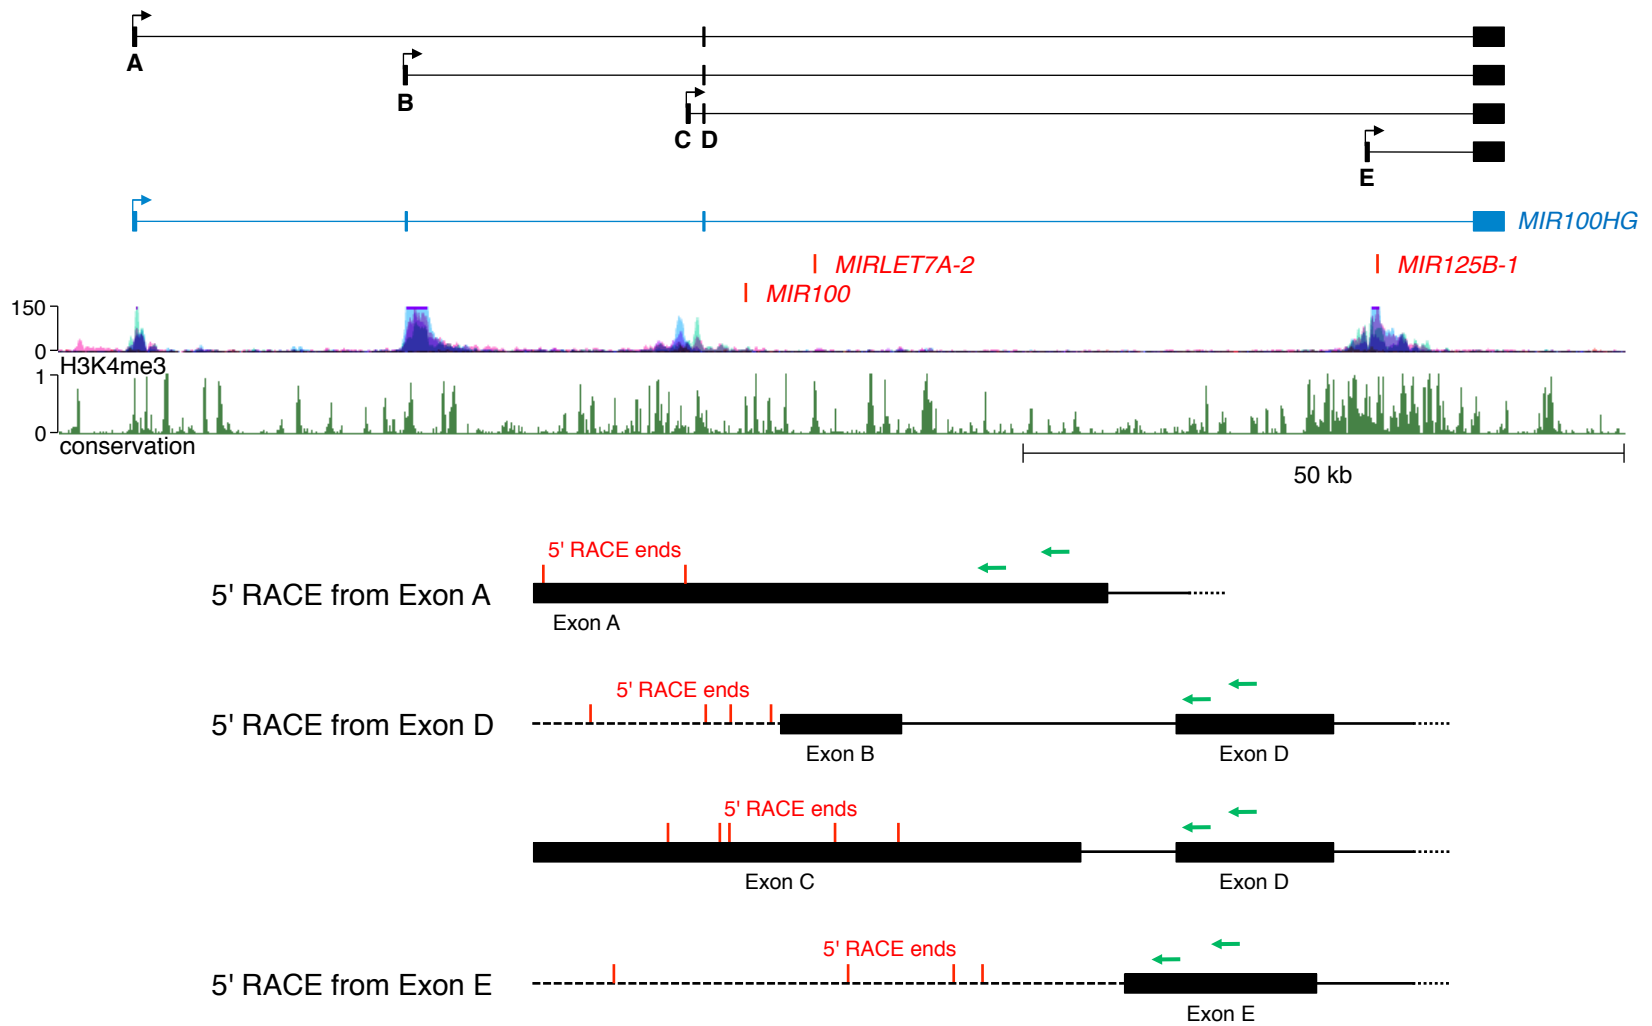 A
B
C D
E
MIR100HG
MIRLET7A-2
MIR125B-1
MIR100
150
0
H3K4me3
1
0
conservation
50 kb
5' RACE ends
5' RACE from Exon A
Exon A
5' RACE ends
5' RACE from Exon D
Exon B
Exon D
5' RACE ends
Exon C
Exon D
5' RACE ends
5' RACE from Exon E
Exon E